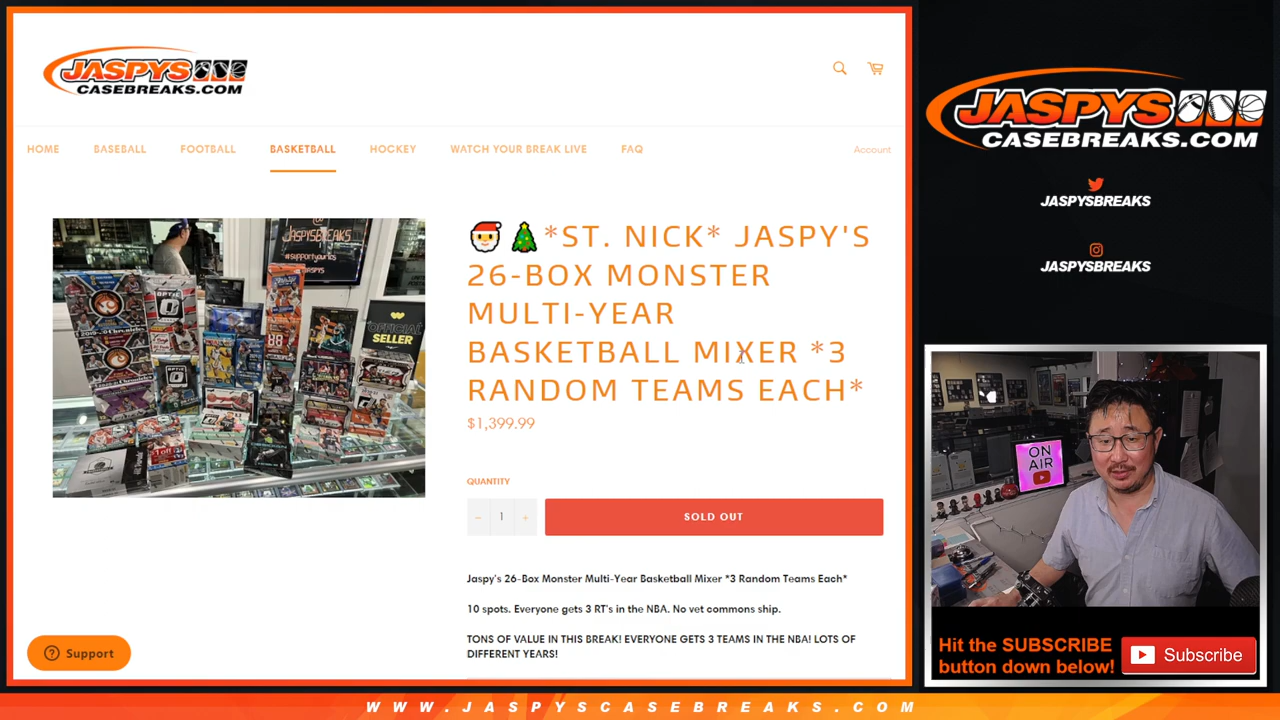 JASPYS
CASEBREAKS.COM
HOME BASEBALL FOOTBALL BASKETBALL HOCKEY WATCH YOUR BREAK LIVE FAQ Account
🎅🎄*ST. NICK* JASPY'S
26-BOX MONSTER
MULTI-YEAR
BASKETBALL MIXER *3
RANDOM TEAMS EACH*
$1,399.99
QUANTITY
− 1 +
SOLD OUT
Jaspy's 26-Box Monster Multi-Year Basketball Mixer *3 Random Teams Each*
10 spots. Everyone gets 3 RT's in the NBA. No vet commons ship.
TONS OF VALUE IN THIS BREAK! EVERYONE GETS 3 TEAMS IN THE NBA! LOTS OF
DIFFERENT YEARS!
JASPYSBREAKS
OFFICIAL
SELLER
OPTIC
Support
JASPYS
CASEBREAKS.COM
JASPYSBREAKS
JASPYSBREAKS
ON
AIR
Hit the SUBSCRIBE
button down below!
Subscribe
WWW.JASPYSCASEBREAKS.COM